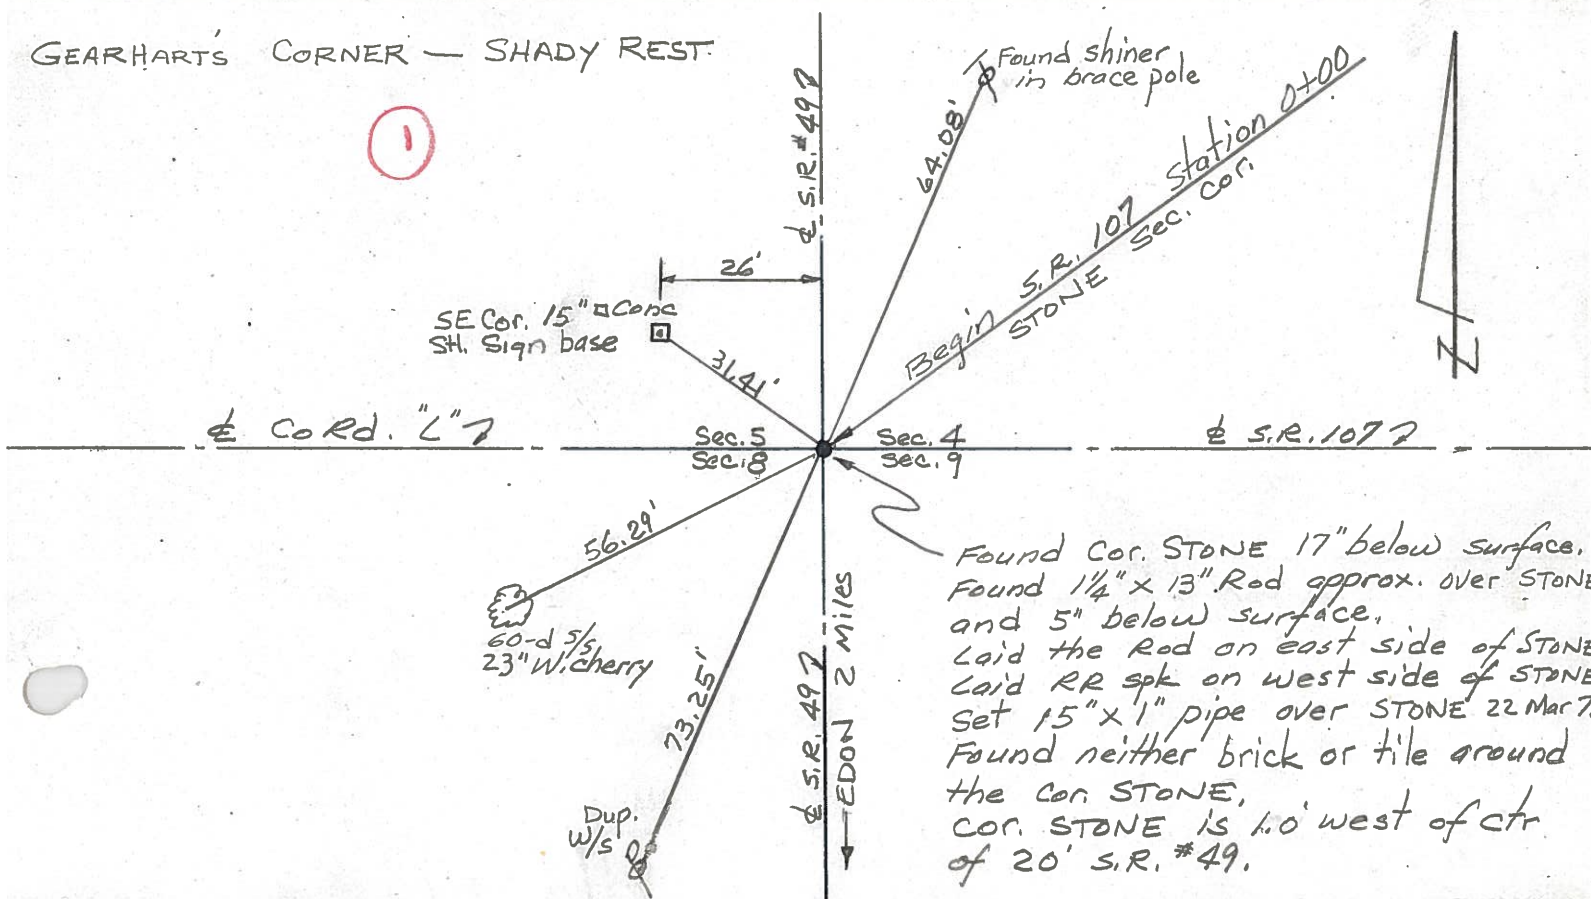 GEARHART'S CORNER — SHADY REST.
1
℄ S.R. #49
Found shiner
in brace pole
64.08'
Begin S.R. 107 Station 0+00
STONE Sec. Cor.
26'
SE Cor. 15" □ Conc
St. Sign base
31.41'
N
℄ Co Rd. "L"
Sec. 5
Sec. 8
Sec. 4
Sec. 9
℄ S.R. 107
56.29'
60-d S/S
23" W. cherry
73.25'
Dup.
W/S
℄ S.R. 49
EDON 2 Miles
Found Cor. STONE 17" below surface.
Found 1¼" X 13" Rod approx. over STONE
and 5" below surface.
Laid the Rod on east side of STONE
Laid RR spk on west side of STONE
Set 15" X 1" pipe over STONE 22 Mar 7
Found neither brick or tile around
the Cor. STONE.
Cor. STONE is 1.0' west of ctr
of 20' S.R. #49.